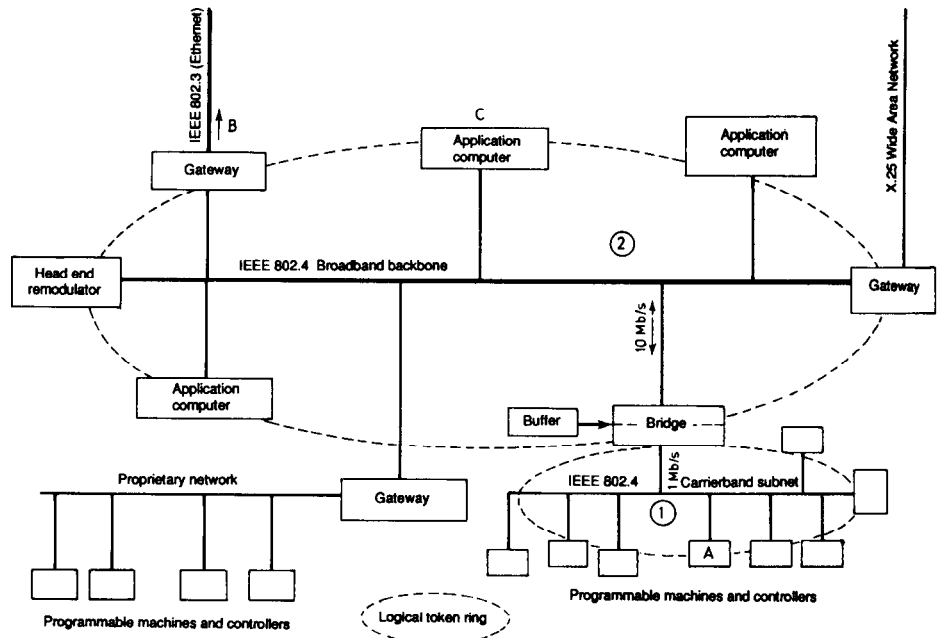 IEEE 802.3 (Ethernet)
B
Gateway
C
Application
computer
Application
computer
X.25 Wide Area Network
Head end
remodulator
IEEE 802.4 Broadband backbone
2
Gateway
10 Mb/s
Application
computer
Buffer
Bridge
1 Mb/s
Proprietary network
Gateway
IEEE 802.4
Carrierband subnet
1
A
Programmable machines and controllers
Logical token ring
Programmable machines and controllers